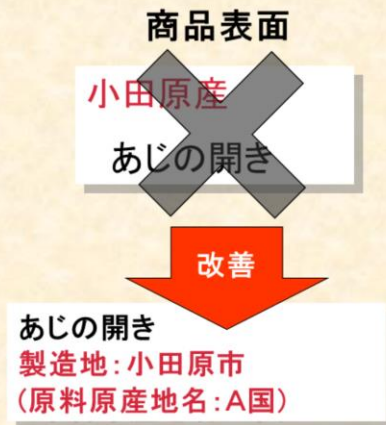 商品表面
小田原産
あじの開き
改善
あじの開き
製造地:小田原市
(原料原産地名:A国)